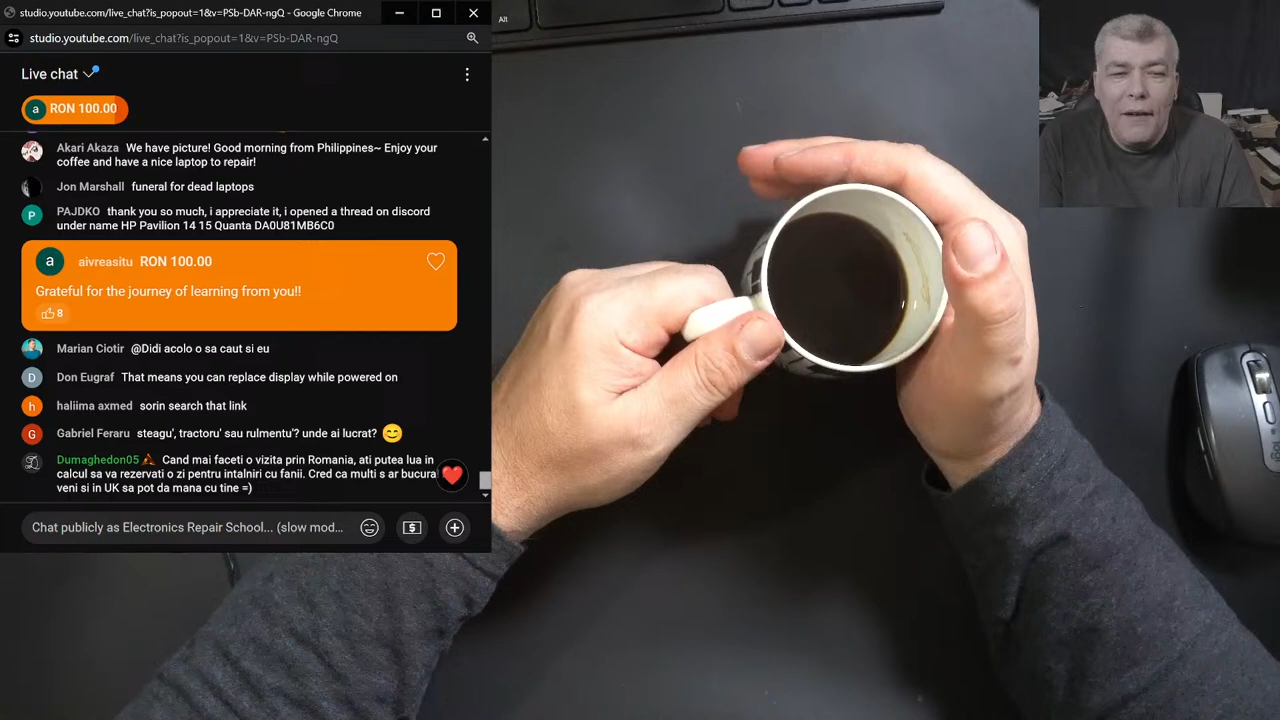 studio.youtube.com/live_chat?is_popout=1&v=PSb-DAR-ngQ - Google Chrome
studio.youtube.com/live_chat?is_popout=1&v=PSb-DAR-ngQ
Live chat
a RON 100.00
Akari Akaza We have picture! Good morning from Philippines~ Enjoy your
coffee and have a nice laptop to repair!
Jon Marshall funeral for dead laptops
P PAJDKO thank you so much, i appreciate it, i opened a thread on discord
under name HP Pavilion 14 15 Quanta DA0U81MB6C0
a aivreasitu RON 100.00
Grateful for the journey of learning from you!!
8
Marian Ciotir @Didi acolo o sa caut si eu
D Don Eugraf That means you can replace display while powered on
h haliima axmed sorin search that link
G Gabriel Feraru steagu', tractoru' sau rulmentu'? unde ai lucrat? 😊
Dumaghedon05 Cand mai faceti o vizita prin Romania, ati putea lua in
calcul sa va rezervati o zi pentru intalniri cu fanii. Cred ca multi s ar bucura
veni si in UK sa pot da mana cu tine =)
Chat publicly as Electronics Repair School... (slow mod...
Alt